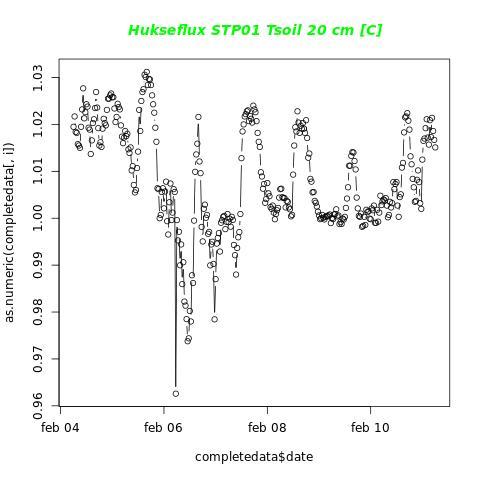 Hukseflux STP01 Tsoil 20 cm [C]
1.03
1.02
1.01
1.00
0.99
0.98
0.97
0.96
as.numeric(completedata[, i])
feb 04
feb 06
feb 08
feb 10
completedata$date